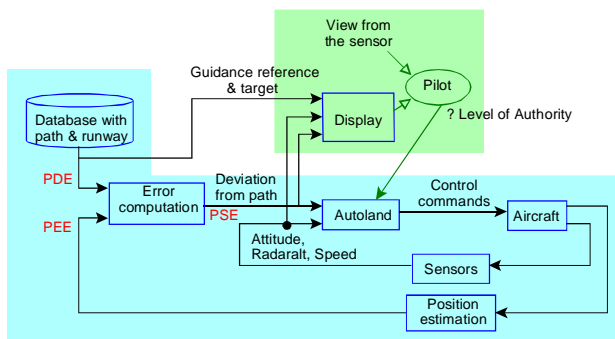 View from
the sensor
Guidance reference
& target
Pilot
Database with
path & runway
Display
? Level of Authority
PDE
Error
computation
Deviation
from path
Control
commands
PEE
PSE
Autoland
Aircraft
Attitude,
Radaralt, Speed
Sensors
Position
estimation